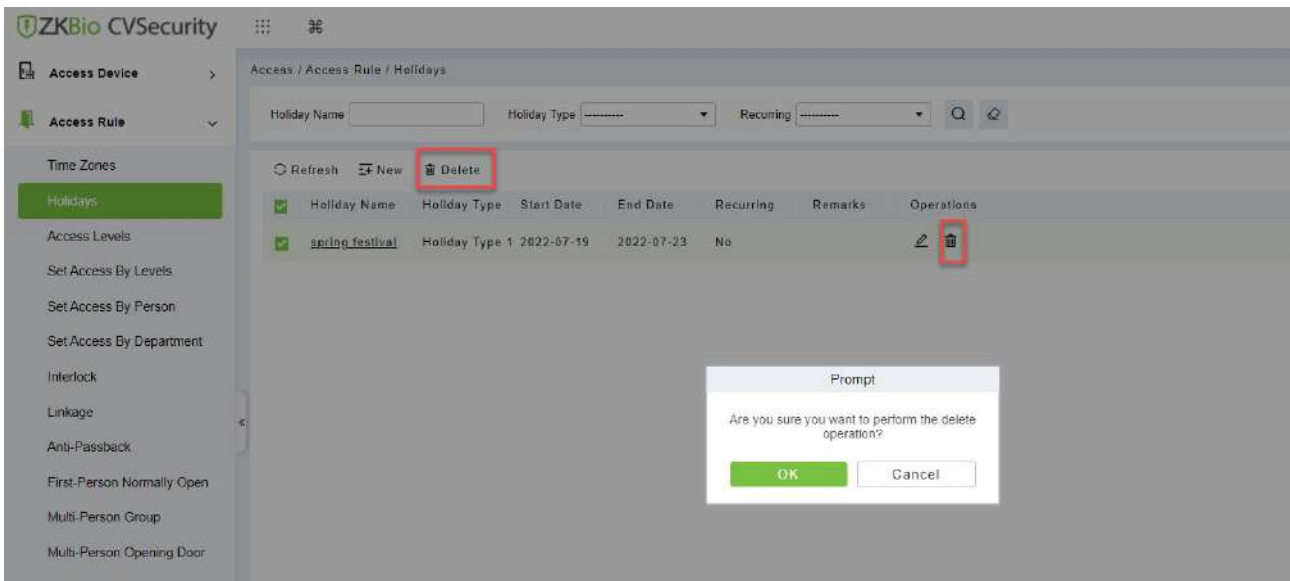 ZKBio CVSecurity
Access Device
Access / Access Rule / Holidays
Access Rule
Holiday Name Holiday Type ---------- Recurring ----------
Time Zones
Refresh New Delete
Holidays
Holiday Name Holiday Type Start Date End Date Recurring Remarks Operations
Access Levels
spring festival Holiday Type 1 2022-07-19 2022-07-23 No
Set Access By Levels
Set Access By Person
Set Access By Department
Interlock
Linkage
Anti-Passback
First-Person Normally Open
Multi-Person Group
Multi-Person Opening Door
Prompt
Are you sure you want to perform the delete
operation?
OK Cancel